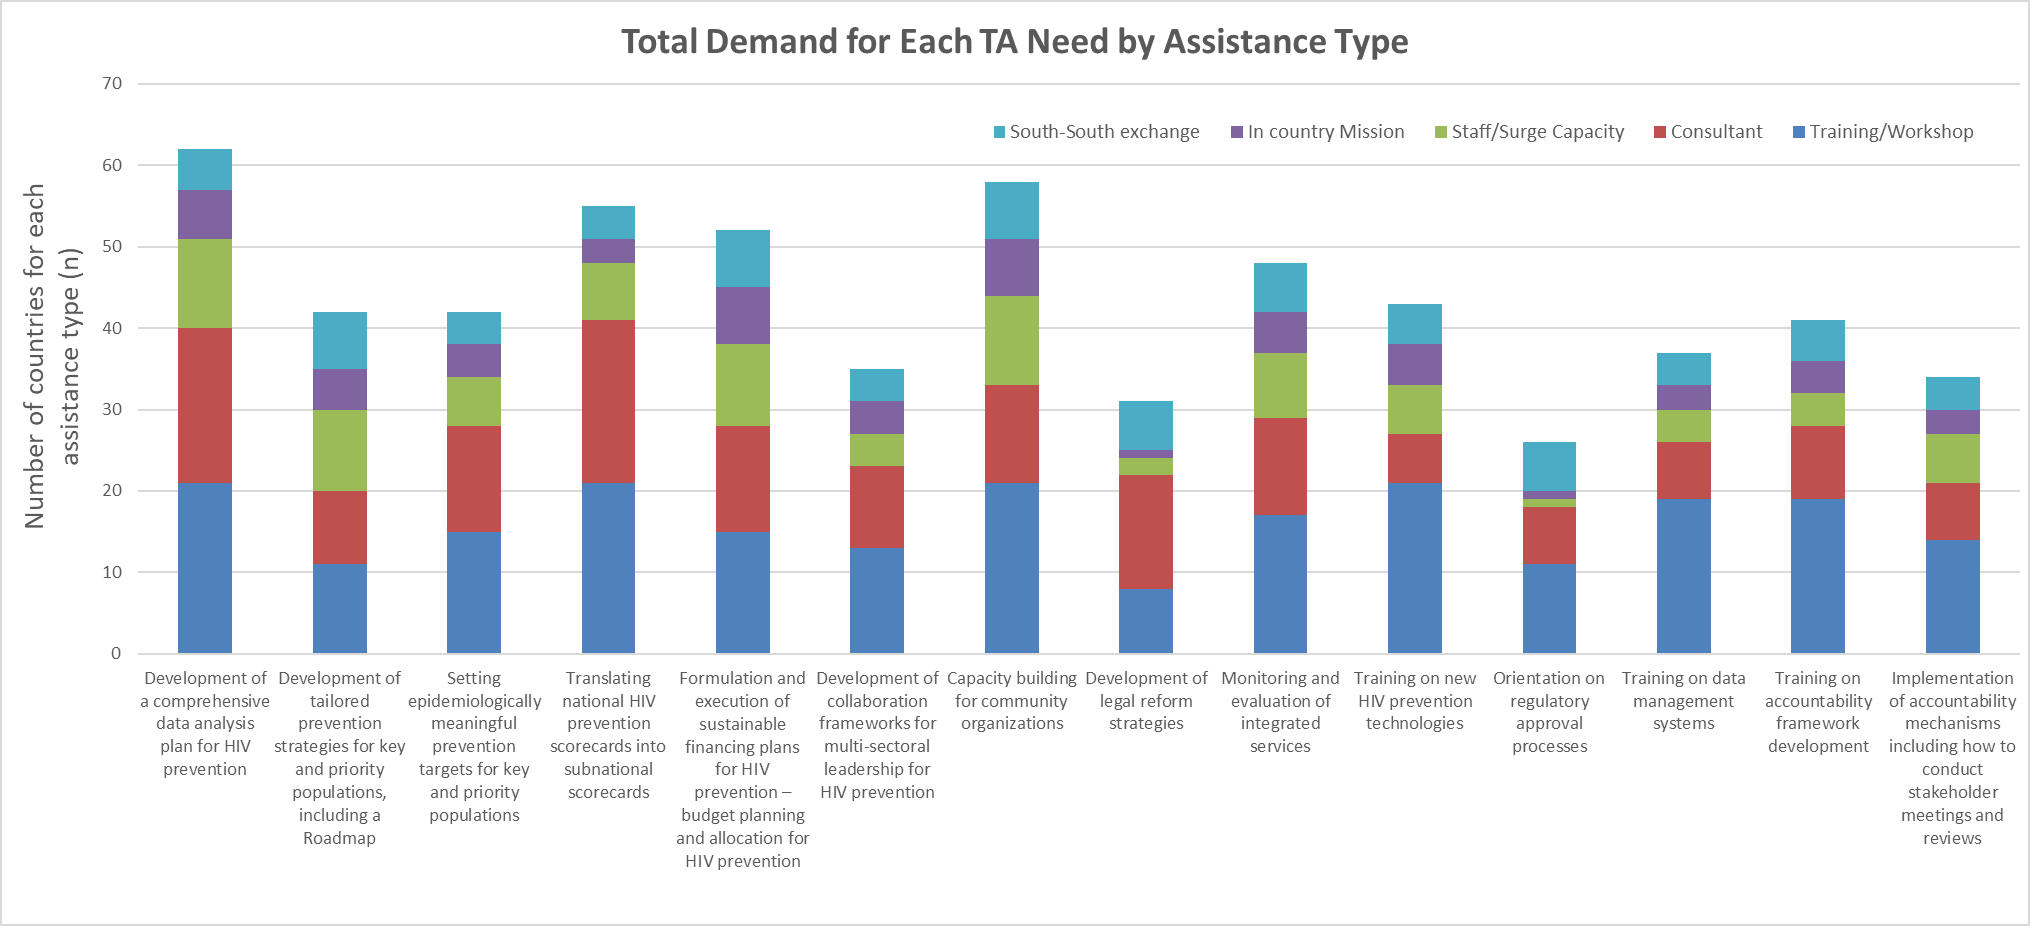 Total Demand for Each TA Need by Assistance Type
Number of countries for each
assistance type (n)
70
60
50
40
30
20
10
0
South-South exchange
In country Mission
Staff/Surge Capacity
Consultant
Training/Workshop
Development of
a comprehensive
data analysis
plan for HIV
prevention
Development of
tailored
prevention
strategies for key
and priority
populations,
including a
Roadmap
Setting
epidemiologically
meaningful
prevention
targets for key
and priority
populations
Translating
national HIV
prevention
scorecards into
subnational
scorecards
Formulation and
execution of
sustainable
financing plans
for HIV
prevention –
budget planning
and allocation for
HIV prevention
Development of
collaboration
frameworks for
multi-sectoral
leadership for
HIV prevention
Capacity building
for community
organizations
Development of
legal reform
strategies
Monitoring and
evaluation of
integrated
services
Training on new
HIV prevention
technologies
Orientation on
regulatory
approval
processes
Training on data
management
systems
Training on
accountability
framework
development
Implementation
of accountability
mechanisms
including how to
conduct
stakeholder
meetings and
reviews